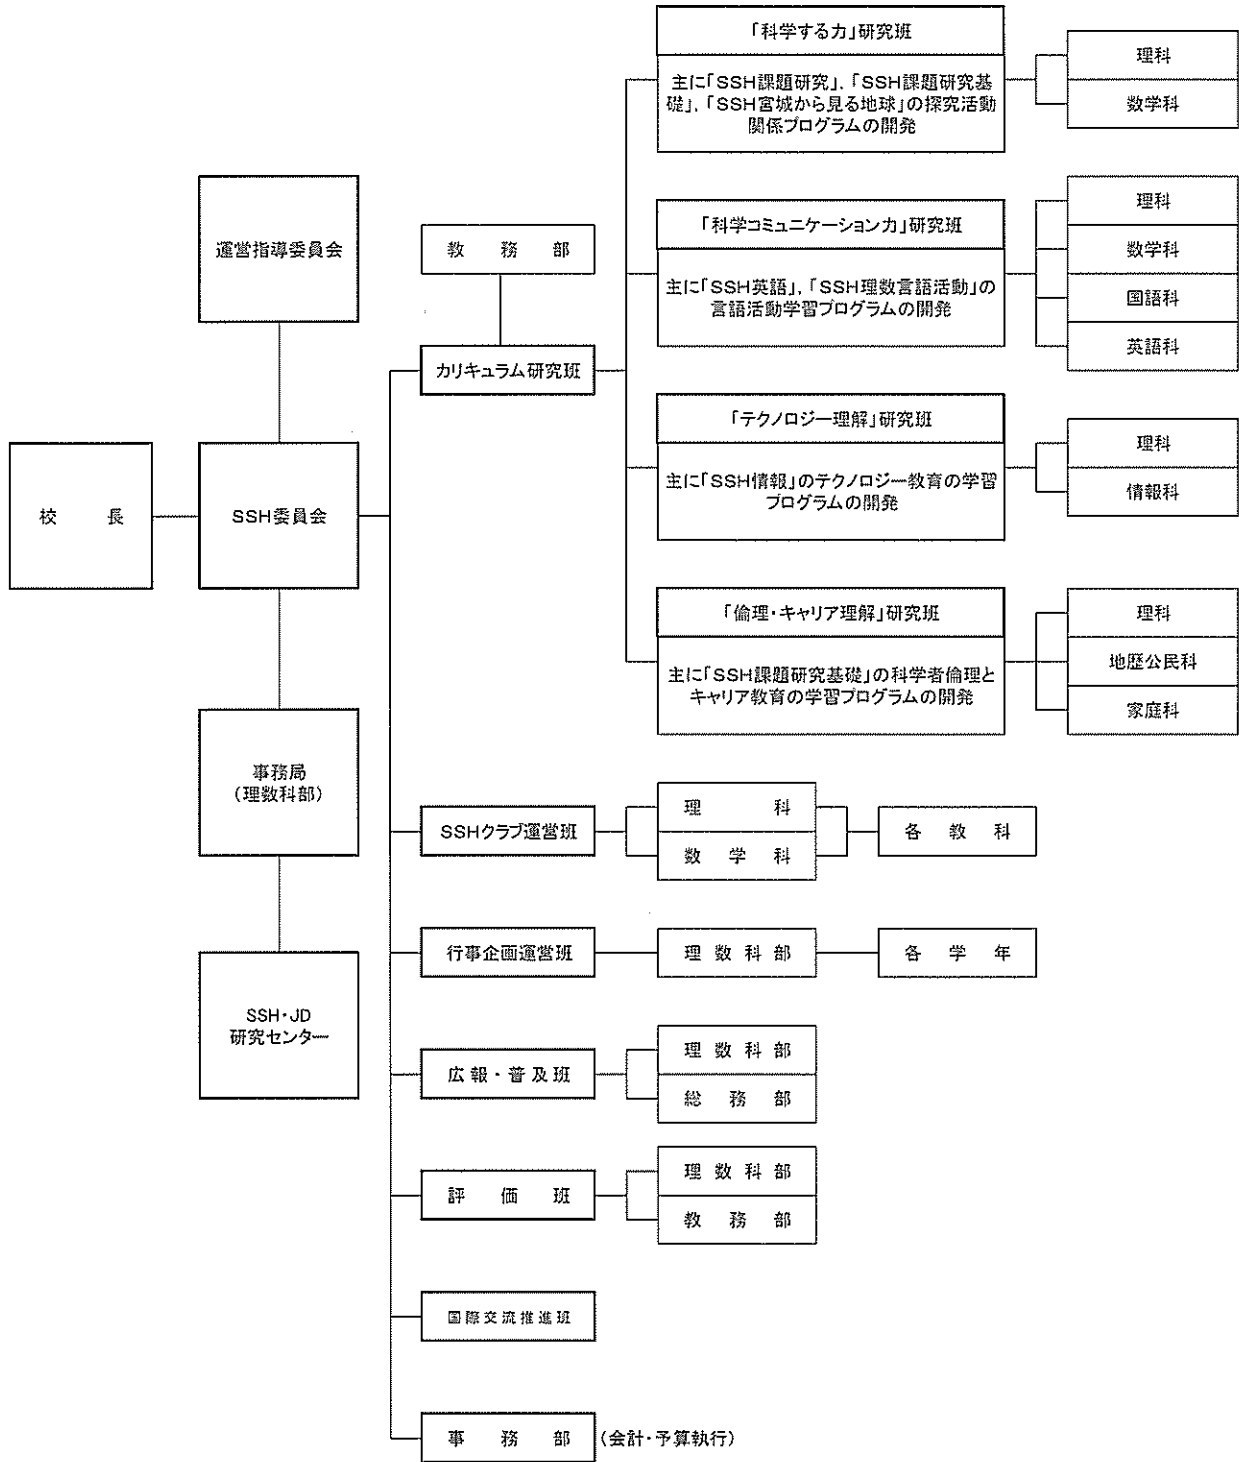 校長
運営指導委員会
SSH委員会
事務局
(理数科部)
SSH・JD
研究センター
教務部
カリキュラム研究班
「科学する力」研究班
主に「SSH課題研究」,「SSH課題研究基
礎」,「SSH宮城から見る地球」の探究活動
関係プログラムの開発
理科
数学科
「科学コミュニケーション力」研究班
主に「SSH英語」,「SSH理数言語活動」の
言語活動学習プログラムの開発
理科
数学科
国語科
英語科
「テクノロジー理解」研究班
主に「SSH情報」のテクノロジー教育の学習
プログラムの開発
理科
情報科
「倫理・キャリア理解」研究班
主に「SSH課題研究基礎」の科学者倫理と
キャリア教育の学習プログラムの開発
理科
地歴公民科
家庭科
SSHクラブ運営班
理科
数学科
各教科
行事企画運営班
理数科部
各学年
広報・普及班
理数科部
総務部
評価班
理数科部
教務部
国際交流推進班
事務部 (会計・予算執行)